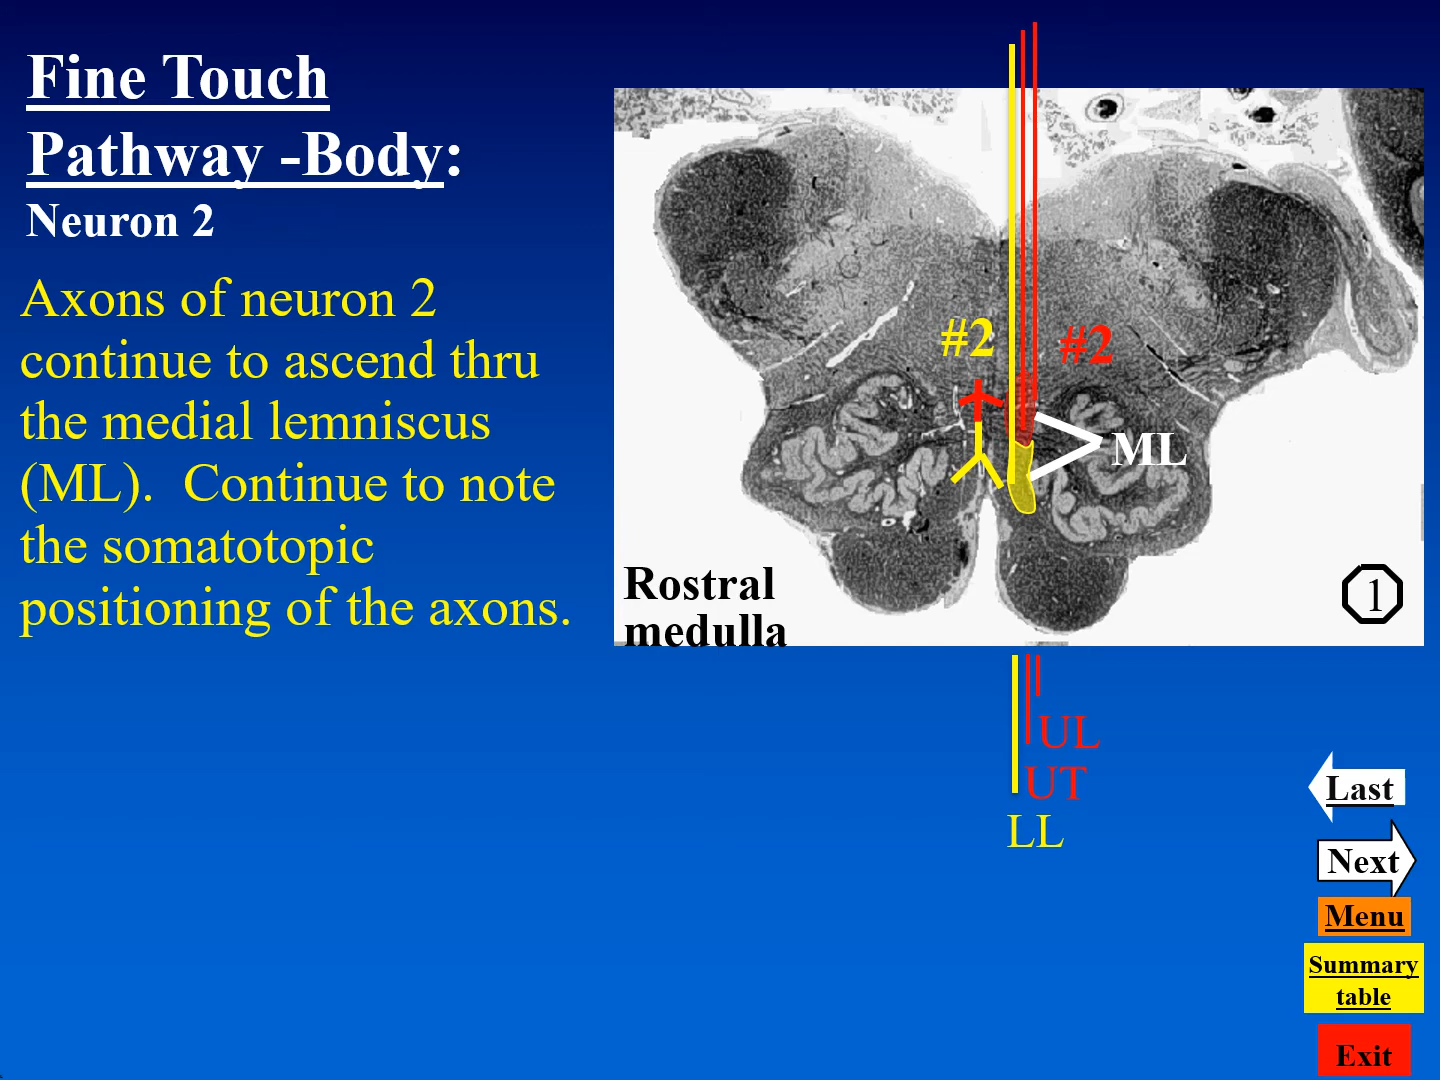 Fine Touch
Pathway -Body:
Neuron 2
Axons of neuron 2
continue to ascend thru
the medial lemniscus
(ML).  Continue to note
the somatotopic
positioning of the axons.
#2
#2
ML
Rostral
medulla
1
UL
UT
LL
Last
Next
Menu
Summary
table
Exit